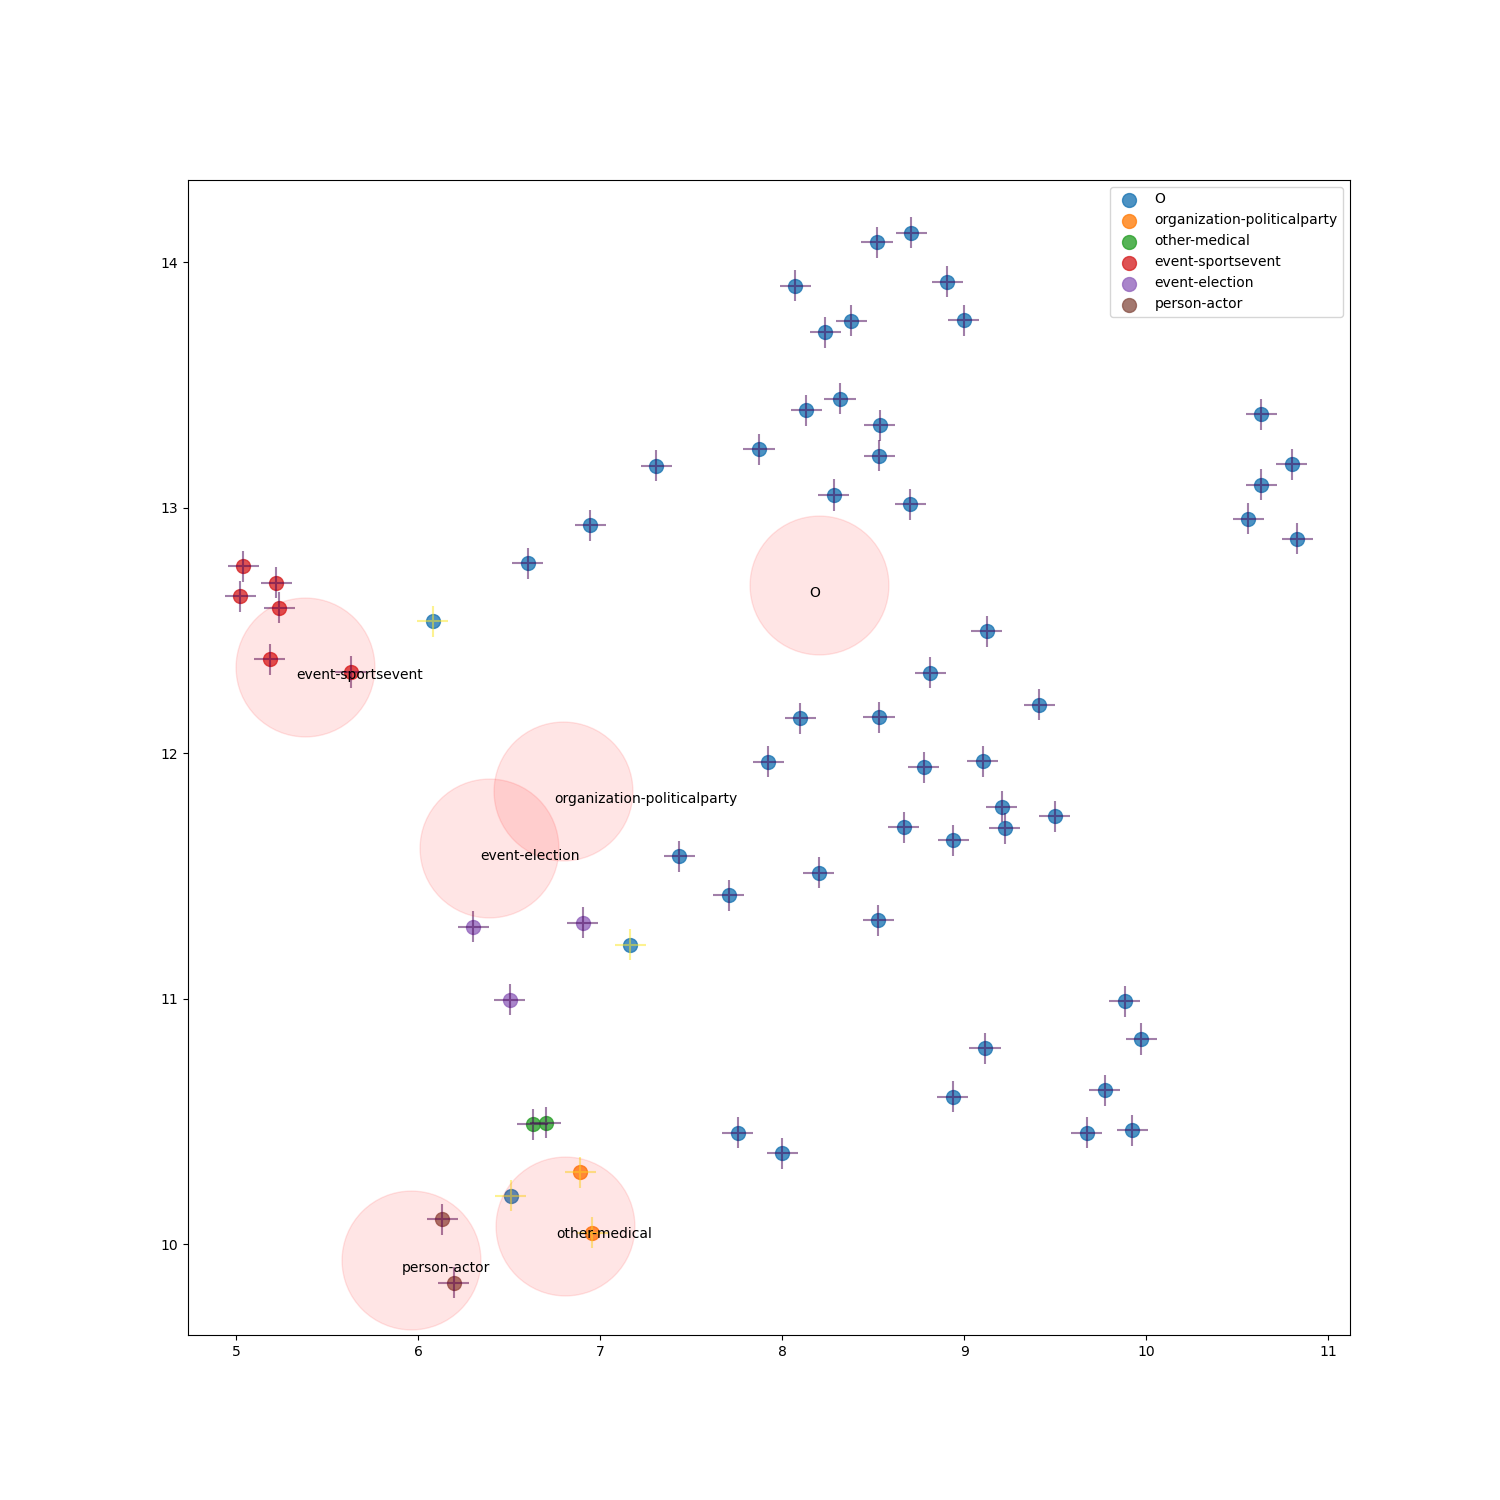 O
organization-politicalparty
other-medical
event-sportsevent
event-election
person-actor
14
13
12
11
10
O
event-sportsevent
organization-politicalparty
event-election
other-medical
person-actor
5 6 7 8 9 10 11